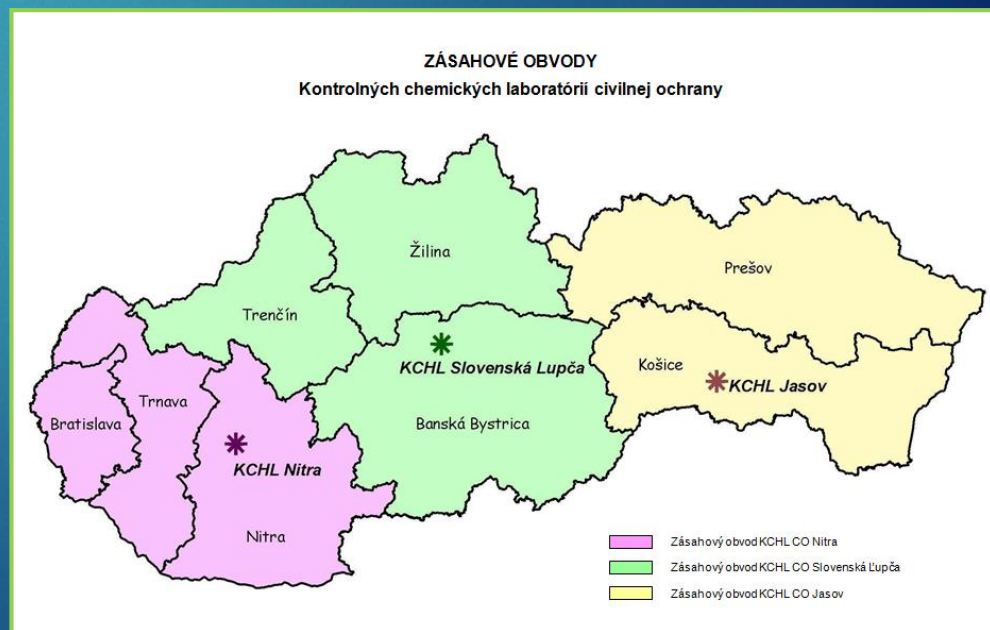 ZÁSAHOVÉ OBVODY
Kontrolných chemických laboratórií civilnej ochrany
Žilina
Prešov
Trenčín
KCHL Slovenská Lupča
Košice
KCHL Jasov
Trnava
Bratislava
Banská Bystrica
KCHL Nitra
Nitra
Zásahový obvod KCHL CO Nitra
Zásahový obvod KCHL CO Slovenská Ľupča
Zásahový obvod KCHL CO Jasov